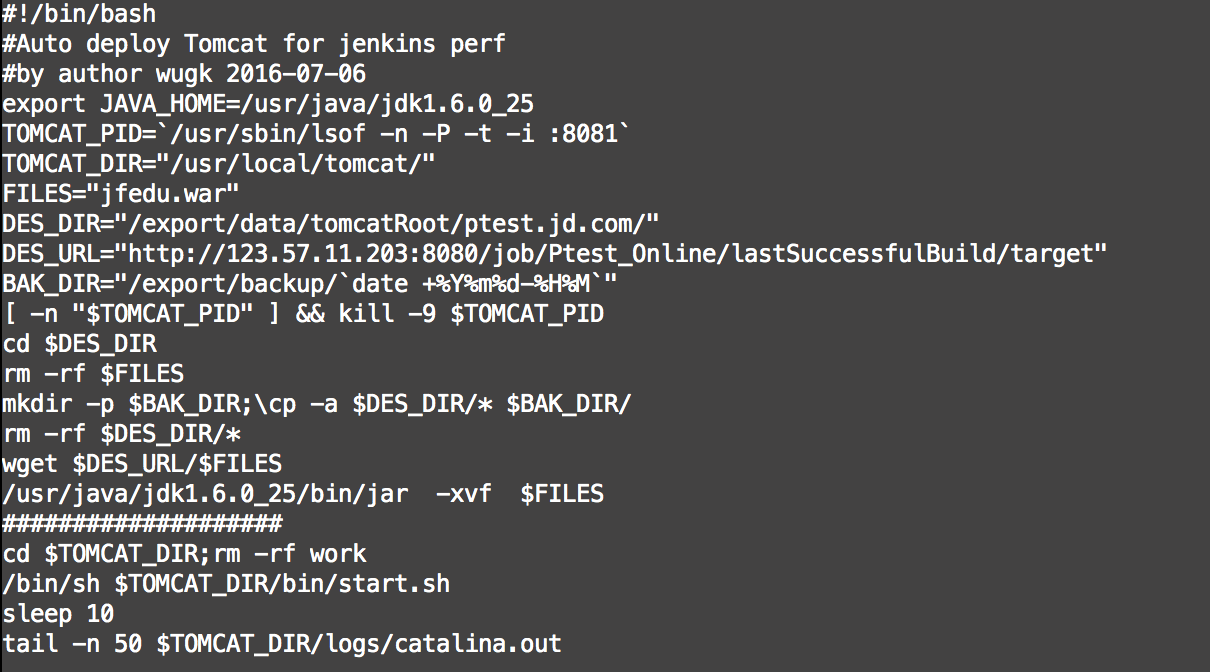 #!/bin/bash
#Auto deploy Tomcat for jenkins perf
#by author wugk 2016-07-06
export JAVA_HOME=/usr/java/jdk1.6.0_25
TOMCAT_PID=`/usr/sbin/lsof -n -P -t -i :8081`
TOMCAT_DIR="/usr/local/tomcat/"
FILES="jfedu.war"
DES_DIR="/export/data/tomcatRoot/ptest.jd.com/"
DES_URL="http://123.57.11.203:8080/job/Ptest_Online/lastSuccessfulBuild/target"
BAK_DIR="/export/backup/`date +%Y%m%d-%H%M`"
[ -n "$TOMCAT_PID" ] && kill -9 $TOMCAT_PID
cd $DES_DIR
rm -rf $FILES
mkdir -p $BAK_DIR;\cp -a $DES_DIR/* $BAK_DIR/
rm -rf $DES_DIR/*
wget $DES_URL/$FILES
/usr/java/jdk1.6.0_25/bin/jar  -xvf  $FILES
####################
cd $TOMCAT_DIR;rm -rf work
/bin/sh $TOMCAT_DIR/bin/start.sh
sleep 10
tail -n 50 $TOMCAT_DIR/logs/catalina.out